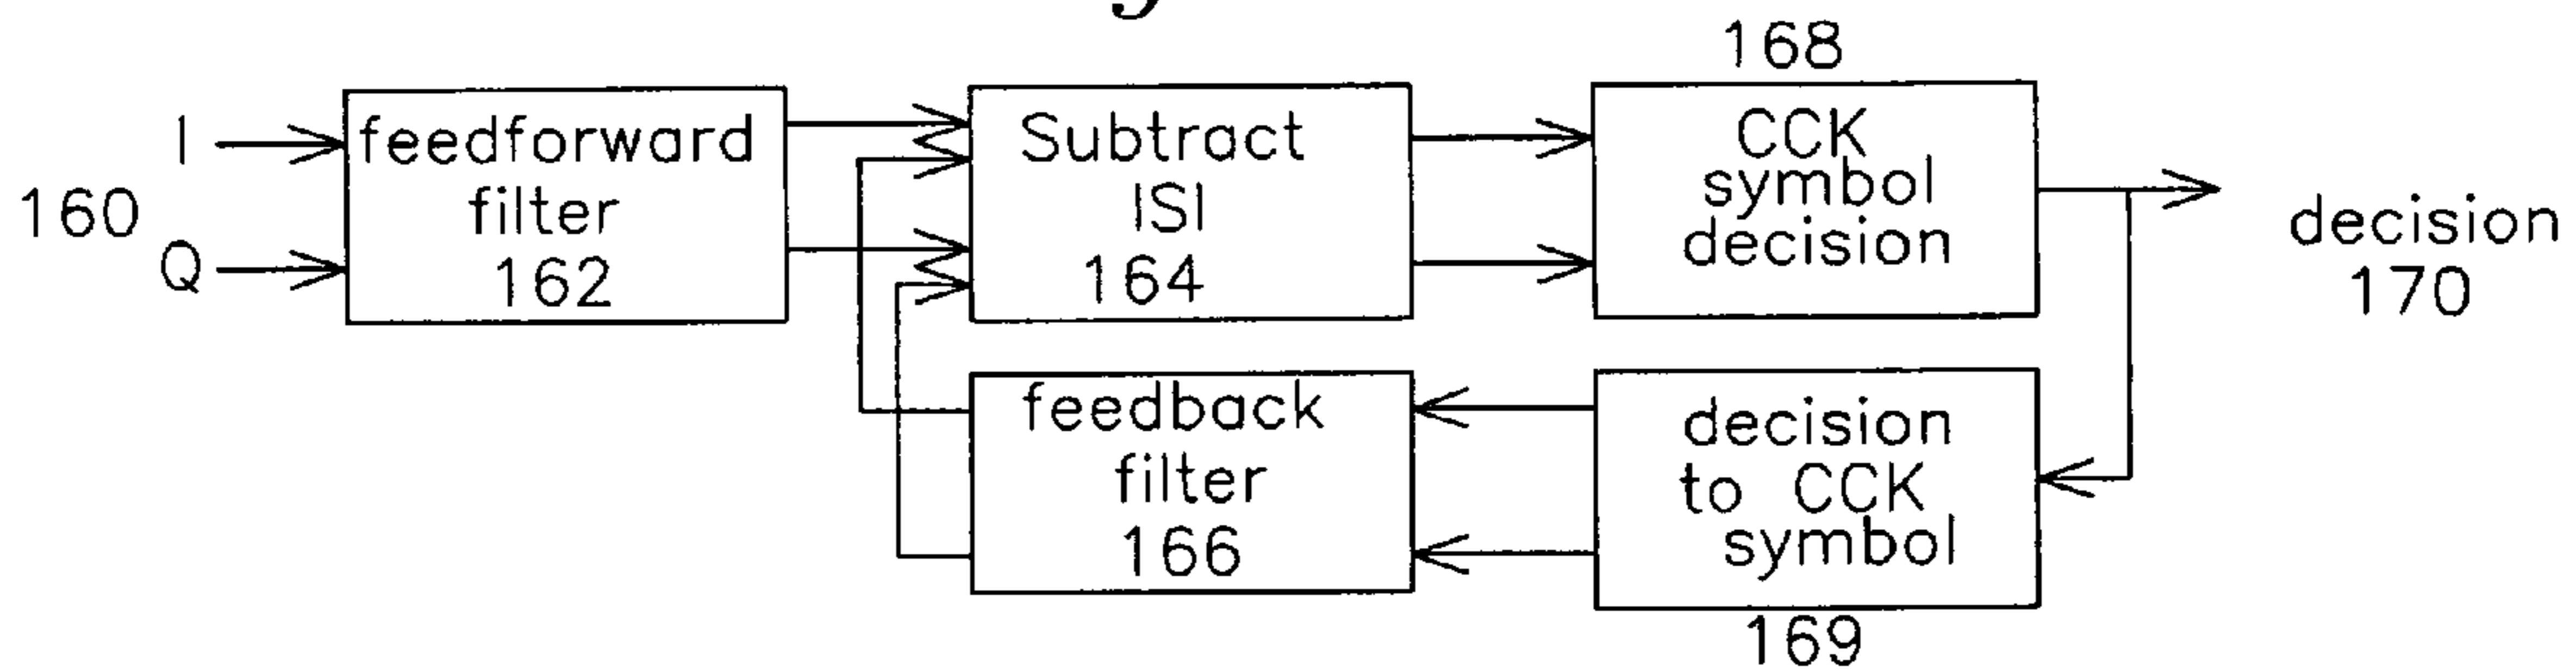 168
I
160
Q
feedforward
filter
162
Subtract
ISI
164
CCK
symbol
decision
decision
170
feedback
filter
166
decision
to CCK
symbol
169